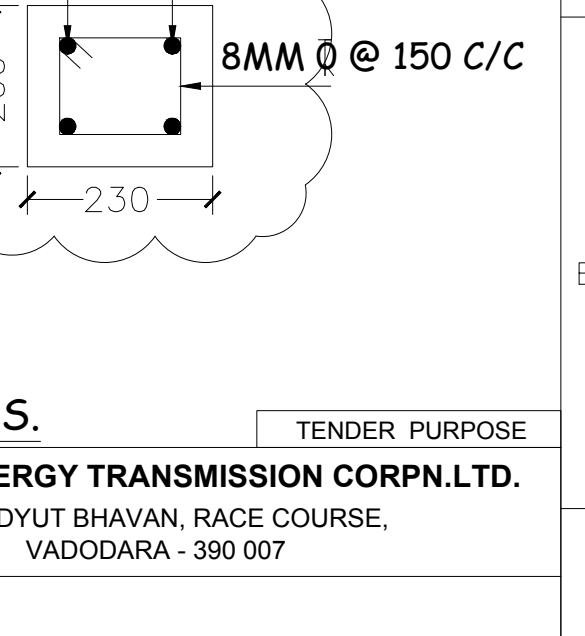 8MM Ø @ 150 C/C
230
S.
TENDER PURPOSE
ERGY TRANSMISSION CORPN.LTD.
DYUT BHAVAN, RACE COURSE,
VADODARA - 390 007